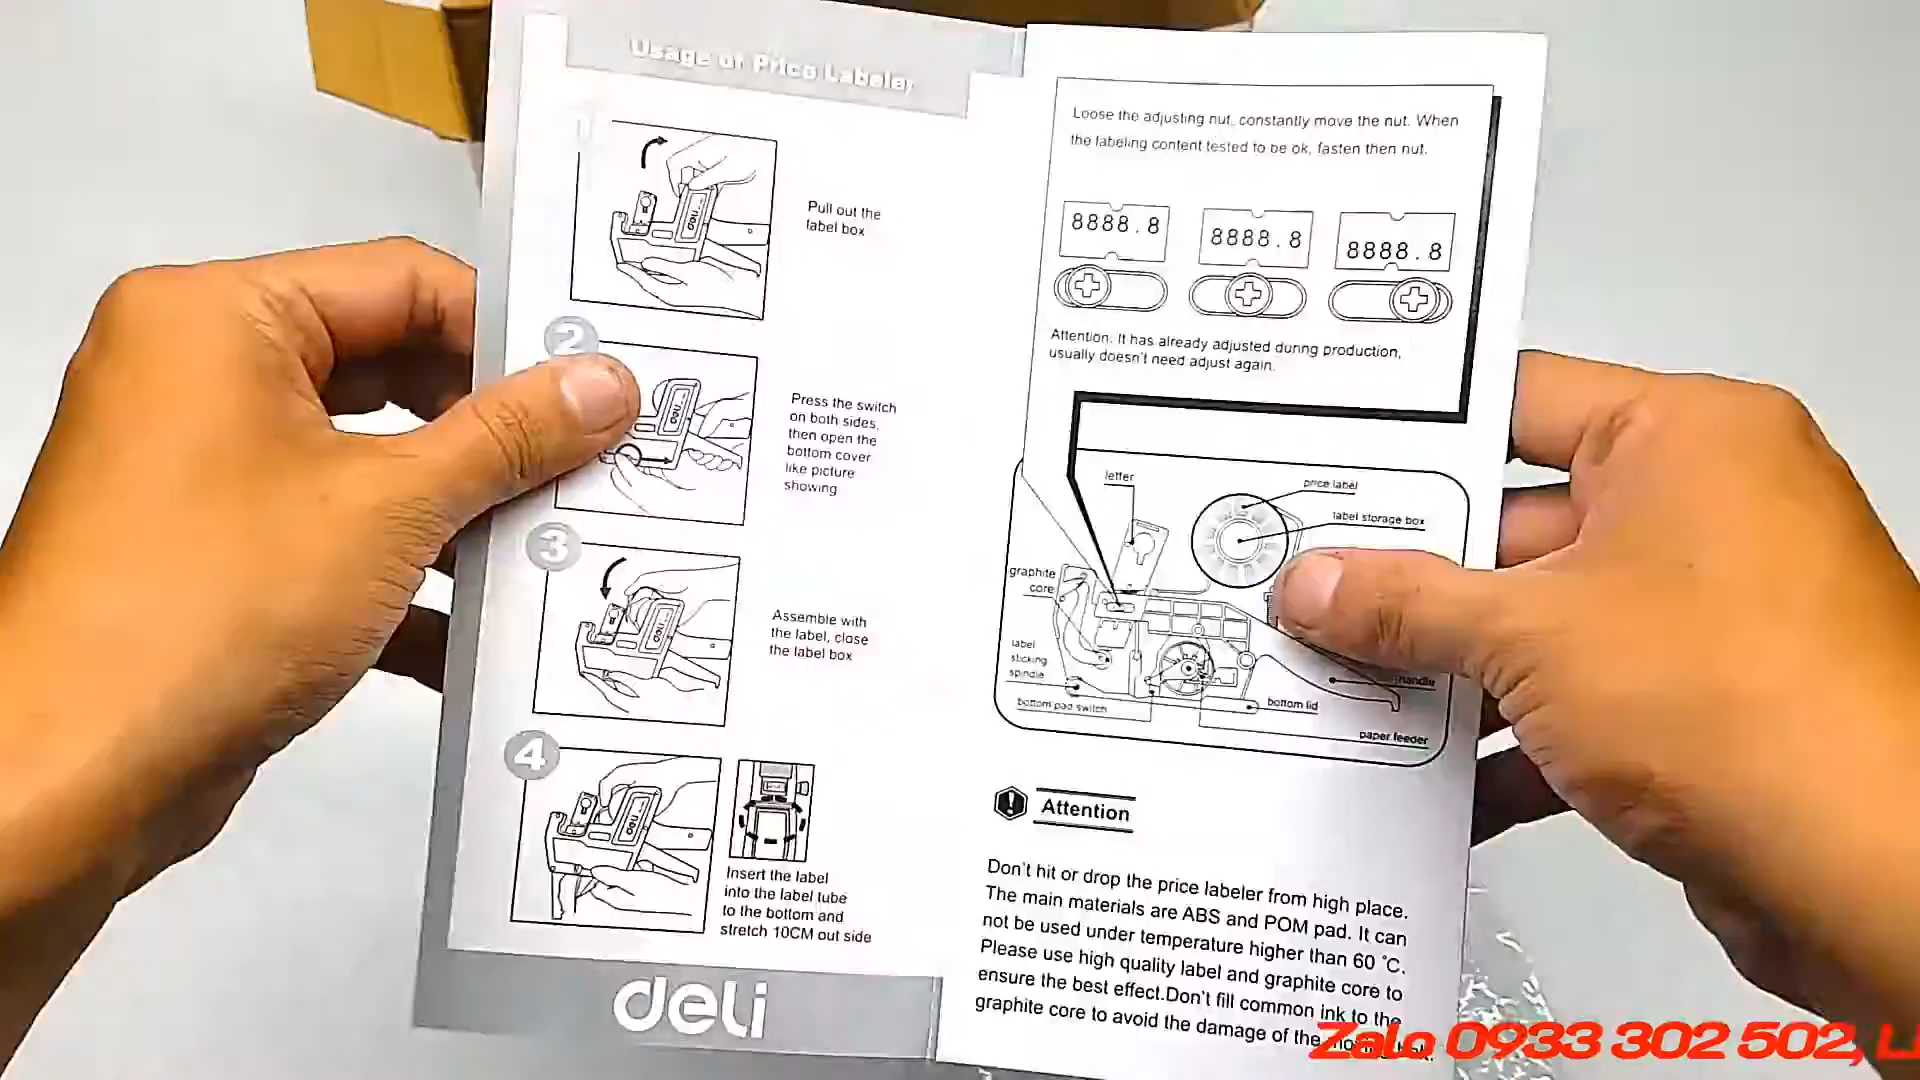 Usage of Price Labeler
1
Pull out the
label box
2
Press the switch
on both sides,
then open the
bottom cover
like picture
showing
3
Assemble with
the label, close
the label box
4
Insert the label
into the label tube
to the bottom and
stretch 10CM out side
deli
Loose the adjusting nut, constantly move the nut. When
the labeling content tested to be ok, fasten then nut.
8888.8
8888.8
8888.8
Attention: It has already adjusted during production,
usually doesn't need adjust again.
letter
price label
label storage box
graphite
core
label
sticking
spindle
bottom pad switch
bottom lid
handle
paper feeder
Attention
Don't hit or drop the price labeler from high place.
The main materials are ABS and POM pad. It can
not be used under temperature higher than 60 °C.
Please use high quality label and graphite core to
ensure the best effect.Don't fill common ink to the
graphite core to avoid the damage of the
Zalo 0933 302 502,